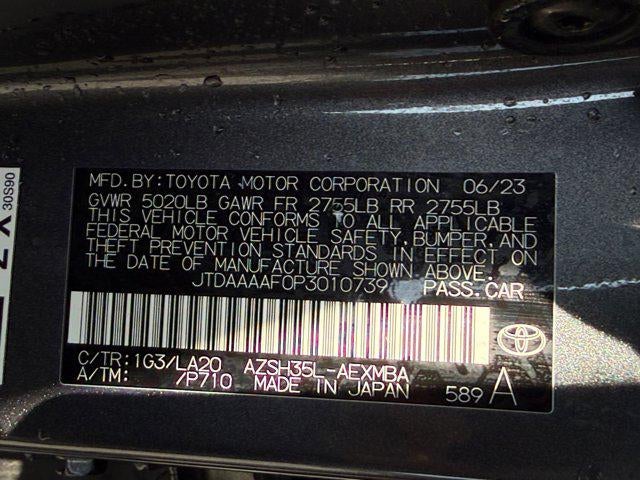 MFD.BY:TOYOTA MOTOR CORPORATION 06/23
GVWR 5020LB GAWR FR 2755LB RR 2755LB
THIS VEHICLE CONFORMS TO ALL APPLICABLE
FEDERAL MOTOR VEHICLE SAFETY, BUMPER, AND
THEFT PREVENTION STANDARDS IN EFFECT ON
THE DATE OF MANUFACTURE SHOWN ABOVE.
JTDAAAAF0P3010739 PASS.CAR
C/TR:1G3/LA20 AZSH35L-AEXMBA
A/TM: /P710 MADE IN JAPAN 589 A
30S90